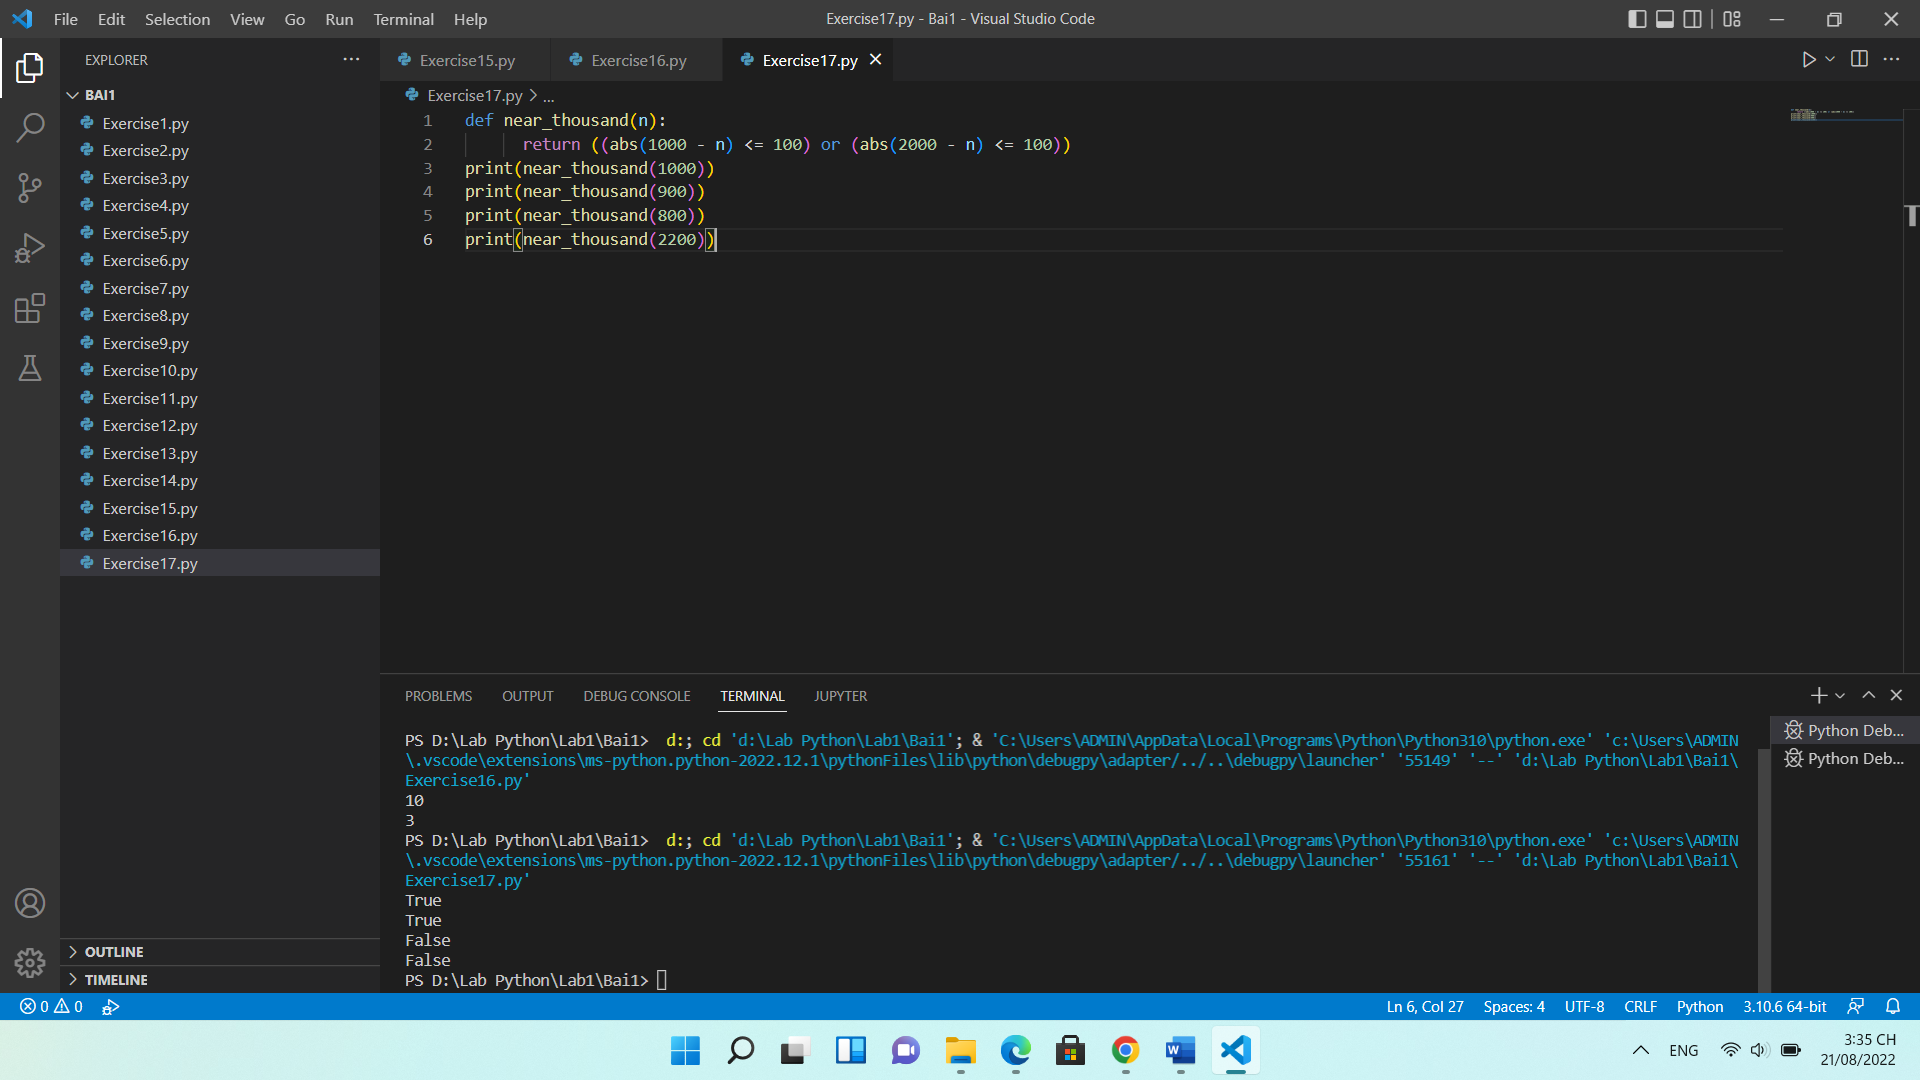 File Edit Selection View Go Run Terminal Help
Exercise17.py - Bai1 - Visual Studio Code
EXPLORER
BAI1
Exercise1.py
Exercise2.py
Exercise3.py
Exercise4.py
Exercise5.py
Exercise6.py
Exercise7.py
Exercise8.py
Exercise9.py
Exercise10.py
Exercise11.py
Exercise12.py
Exercise13.py
Exercise14.py
Exercise15.py
Exercise16.py
Exercise17.py
OUTLINE
TIMELINE
Exercise15.py Exercise16.py Exercise17.py
Exercise17.py > ...
1 def near_thousand(n):
2 return ((abs(1000 - n) <= 100) or (abs(2000 - n) <= 100))
3 print(near_thousand(1000))
4 print(near_thousand(900))
5 print(near_thousand(800))
6 print(near_thousand(2200))
PROBLEMS OUTPUT DEBUG CONSOLE TERMINAL JUPYTER
PS D:\Lab Python\Lab1\Bai1>  d:; cd 'd:\Lab Python\Lab1\Bai1'; & 'C:\Users\ADMIN\AppData\Local\Programs\Python\Python310\python.exe' 'c:\Users\ADMIN
\.vscode\extensions\ms-python.python-2022.12.1\pythonFiles\lib\python\debugpy\adapter/../..\debugpy\launcher' '55149' '--' 'd:\Lab Python\Lab1\Bai1\
Exercise16.py'
10
3
PS D:\Lab Python\Lab1\Bai1>  d:; cd 'd:\Lab Python\Lab1\Bai1'; & 'C:\Users\ADMIN\AppData\Local\Programs\Python\Python310\python.exe' 'c:\Users\ADMIN
\.vscode\extensions\ms-python.python-2022.12.1\pythonFiles\lib\python\debugpy\adapter/../..\debugpy\launcher' '55161' '--' 'd:\Lab Python\Lab1\Bai1\
Exercise17.py'
True
True
False
False
PS D:\Lab Python\Lab1\Bai1>
Python Deb...
Python Deb...
0 0
Ln 6, Col 27 Spaces: 4 UTF-8 CRLF Python 3.10.6 64-bit
ENG
3:35 CH
21/08/2022